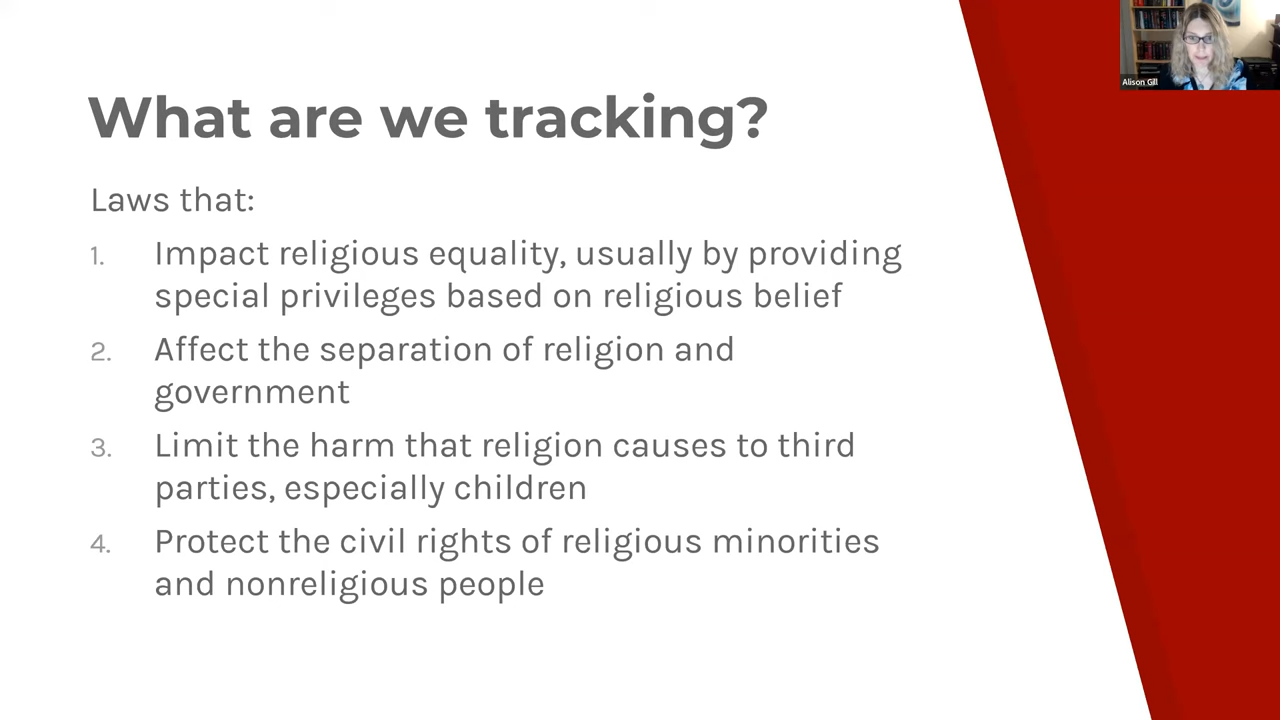 Alison Gill
What are we tracking?
Laws that:
1. Impact religious equality, usually by providing
special privileges based on religious belief
2. Affect the separation of religion and
government
3. Limit the harm that religion causes to third
parties, especially children
4. Protect the civil rights of religious minorities
and nonreligious people